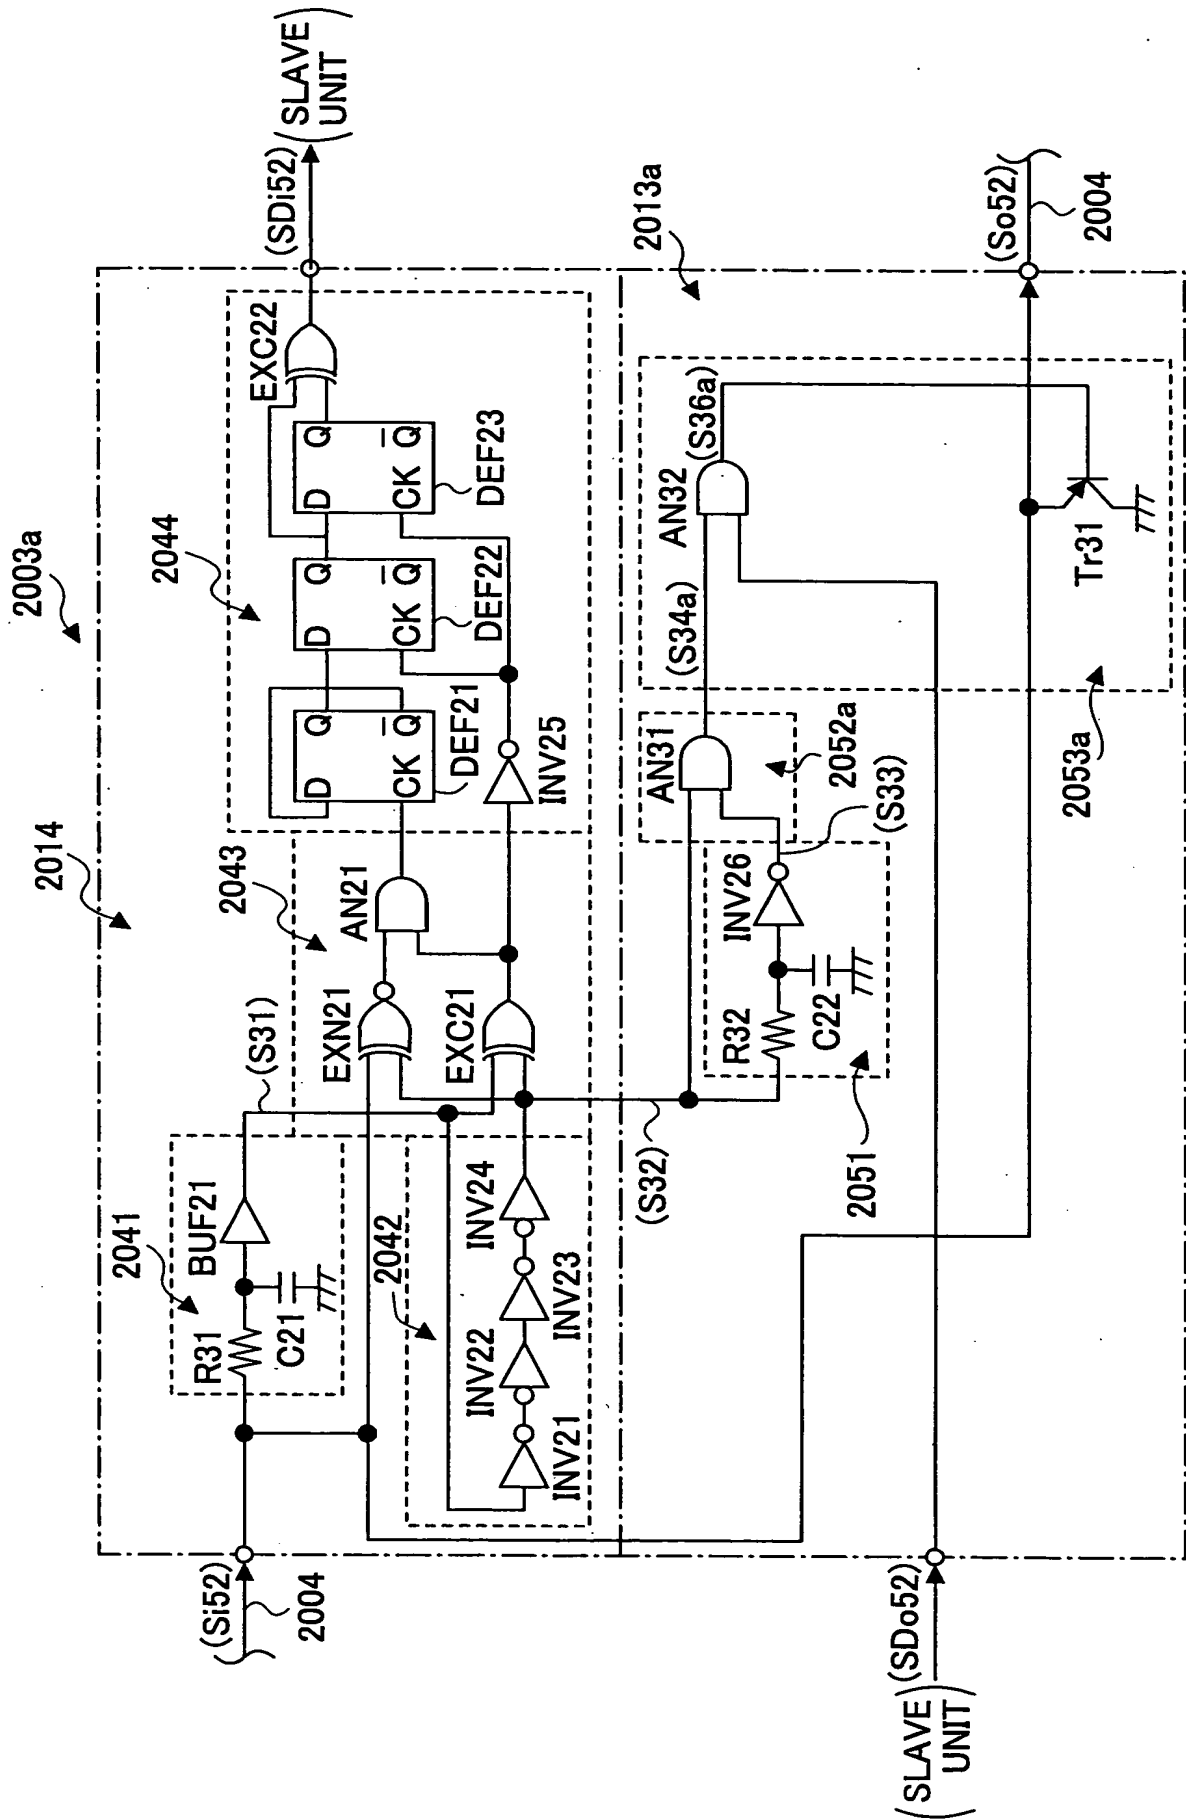 2003a
2014
2044
(SDi52)
(SLAVE UNIT)
EXC22
D
Q
CK
Q
DEF21
D
Q
CK
Q
DEF22
D
Q
CK
Q
DEF23
2043
AN21
INV25
(S31)
EXN21
EXC21
2041
BUF21
R31
C21
2042
INV21
INV22
INV23
INV24
(Si52)
2004
2013a
(So52)
2004
(S36a)
AN32
(S34a)
AN31
2052a
(S33)
INV26
R32
C22
(S32)
2051
Tr31
2053a
(SDo52)
(SLAVE UNIT)